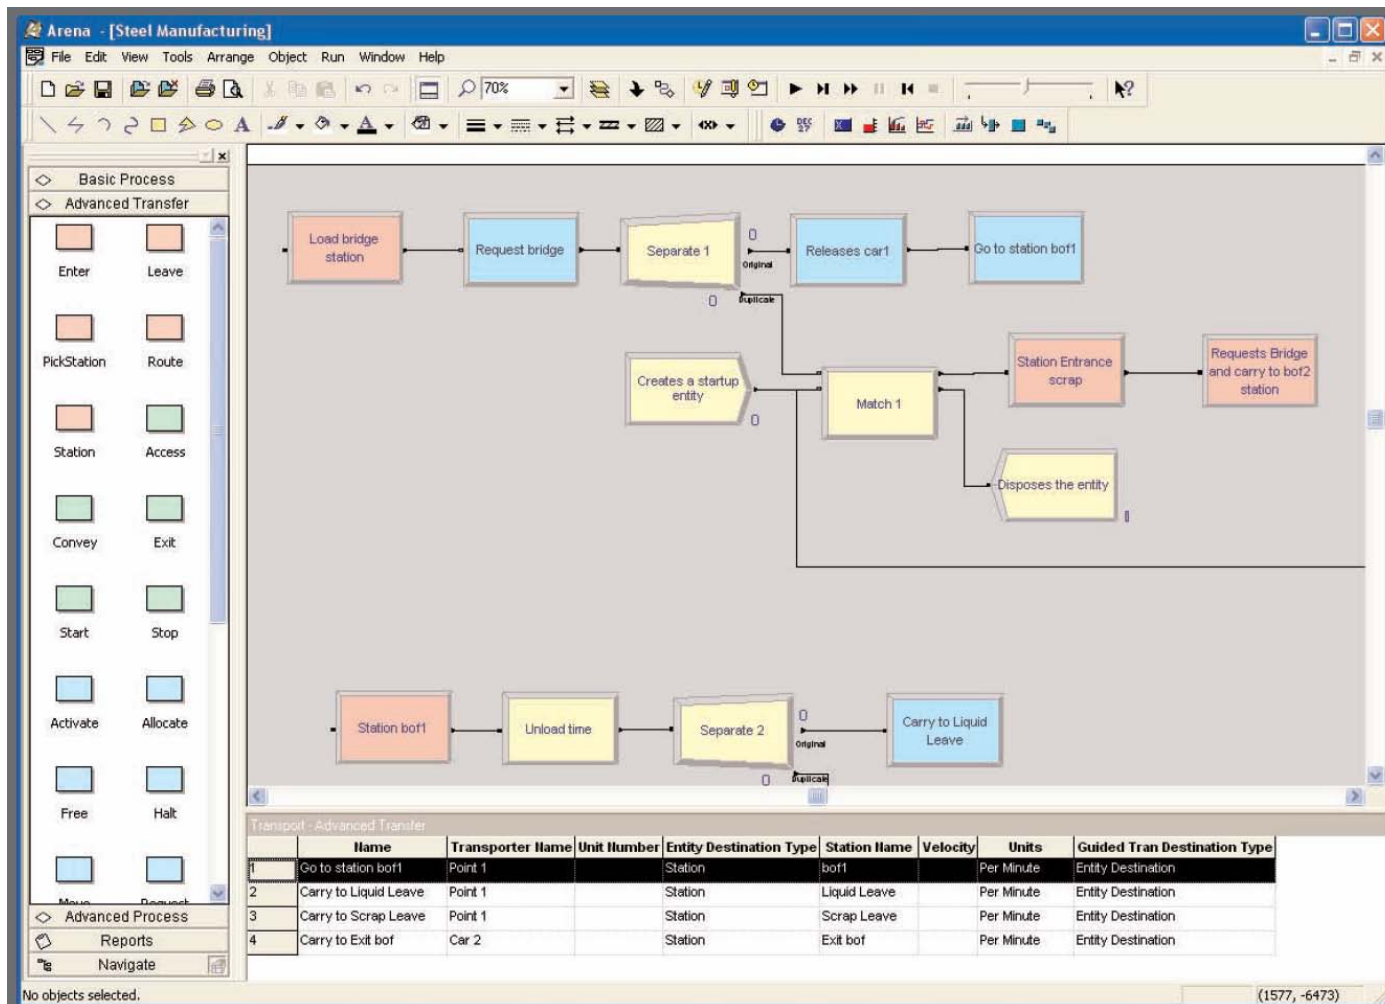 Arena - [Steel Manufacturing]
File Edit View Tools Arrange Object Run Window Help
70%
A A
Basic Process
Advanced Transfer
Enter Leave
PickStation Route
Station Access
Convey Exit
Start Stop
Activate Allocate
Free Halt
Move Request
Advanced Process
Reports
Navigate
Load bridge
station
Request bridge
Separate 1
0
Original
0
Duplicate
Releases car1
Go to station bof1
Creates a startup
entity
0
Match 1
Station Entrance
scrap
Requests Bridge
and carry to bof2
station
Disposes the entity
Station bof1
Unload time
Separate 2
0
Original
0
Duplicate
Carry to Liquid
Leave
Transport - Advanced Transfer
Name Transporter Name Unit Number Entity Destination Type Station Name Velocity Units Guided Tran Destination Type
1 Go to station bof1 Point 1 Station bof1 Per Minute Entity Destination
2 Carry to Liquid Leave Point 1 Station Liquid Leave Per Minute Entity Destination
3 Carry to Scrap Leave Point 1 Station Scrap Leave Per Minute Entity Destination
4 Carry to Exit bof Car 2 Station Exit bof Per Minute Entity Destination
No objects selected. (1577, -6473)